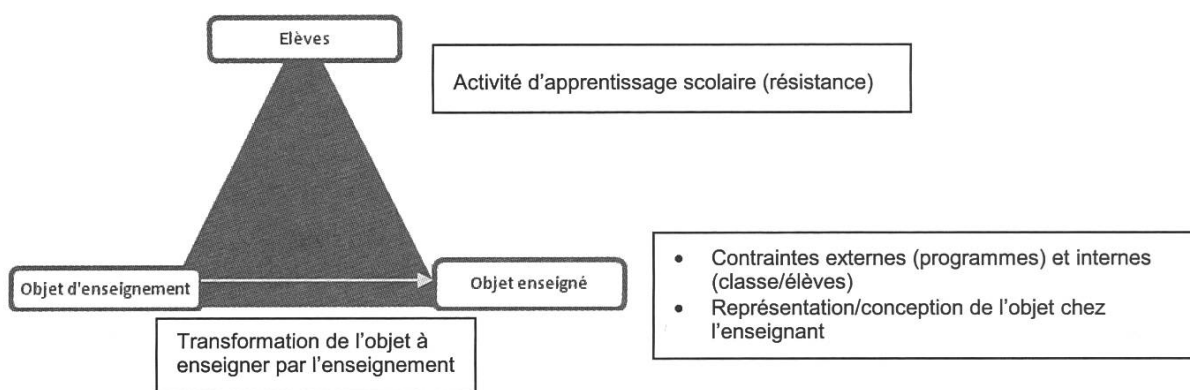 Elèves
Activité d'apprentissage scolaire (résistance)
Objet d'enseignement
Objet enseigné
• Contraintes externes (programmes) et internes
(classe/élèves)
• Représentation/conception de l'objet chez
l'enseignant
Transformation de l'objet à
enseigner par l'enseignement